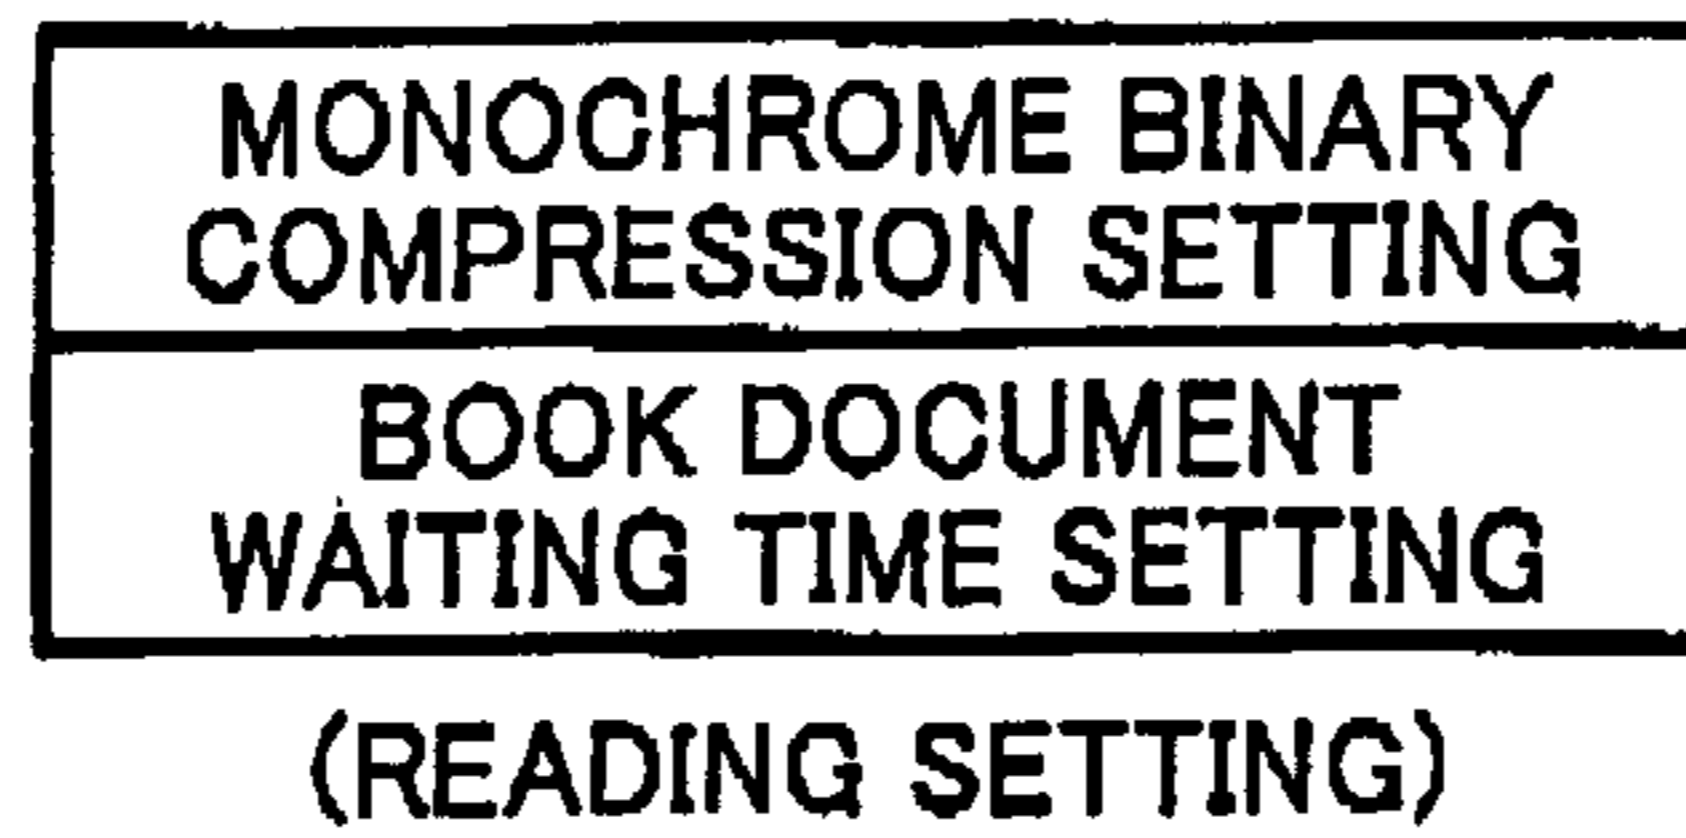 MONOCHROME BINARY
COMPRESSION SETTING
BOOK DOCUMENT
WAITING TIME SETTING
(READING SETTING)